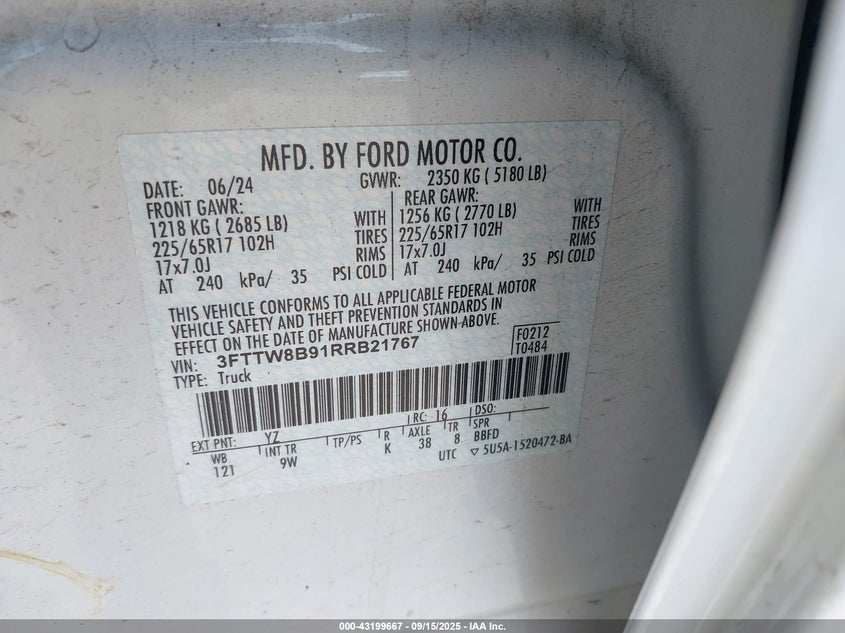 MFD. BY FORD MOTOR CO.
DATE: 06/24 GVWR: 2350 KG ( 5180 LB)
FRONT GAWR: REAR GAWR:
1218 KG ( 2685 LB) WITH 1256 KG ( 2770 LB) WITH
225/65R17 102H TIRES 225/65R17 102H TIRES
17x7.0J RIMS 17x7.0J RIMS
AT 240 kPa/ 35 PSI COLD AT 240 kPa/ 35 PSI COLD
THIS VEHICLE CONFORMS TO ALL APPLICABLE FEDERAL MOTOR
VEHICLE SAFETY AND THEFT PREVENTION STANDARDS IN
EFFECT ON THE DATE OF MANUFACTURE SHOWN ABOVE.
VIN: 3FTTW8B91RRB21767 F0212
TYPE: Truck T0484
EXT PNT: YZ RC: 16 DSO:
WB INT TR TP/PS R AXLE TR SPR
121 9W K 38 8 BBFD
UTC ▽ 5U5A-1520472-BA
000-43199667 - 09/15/2025 - IAA Inc.